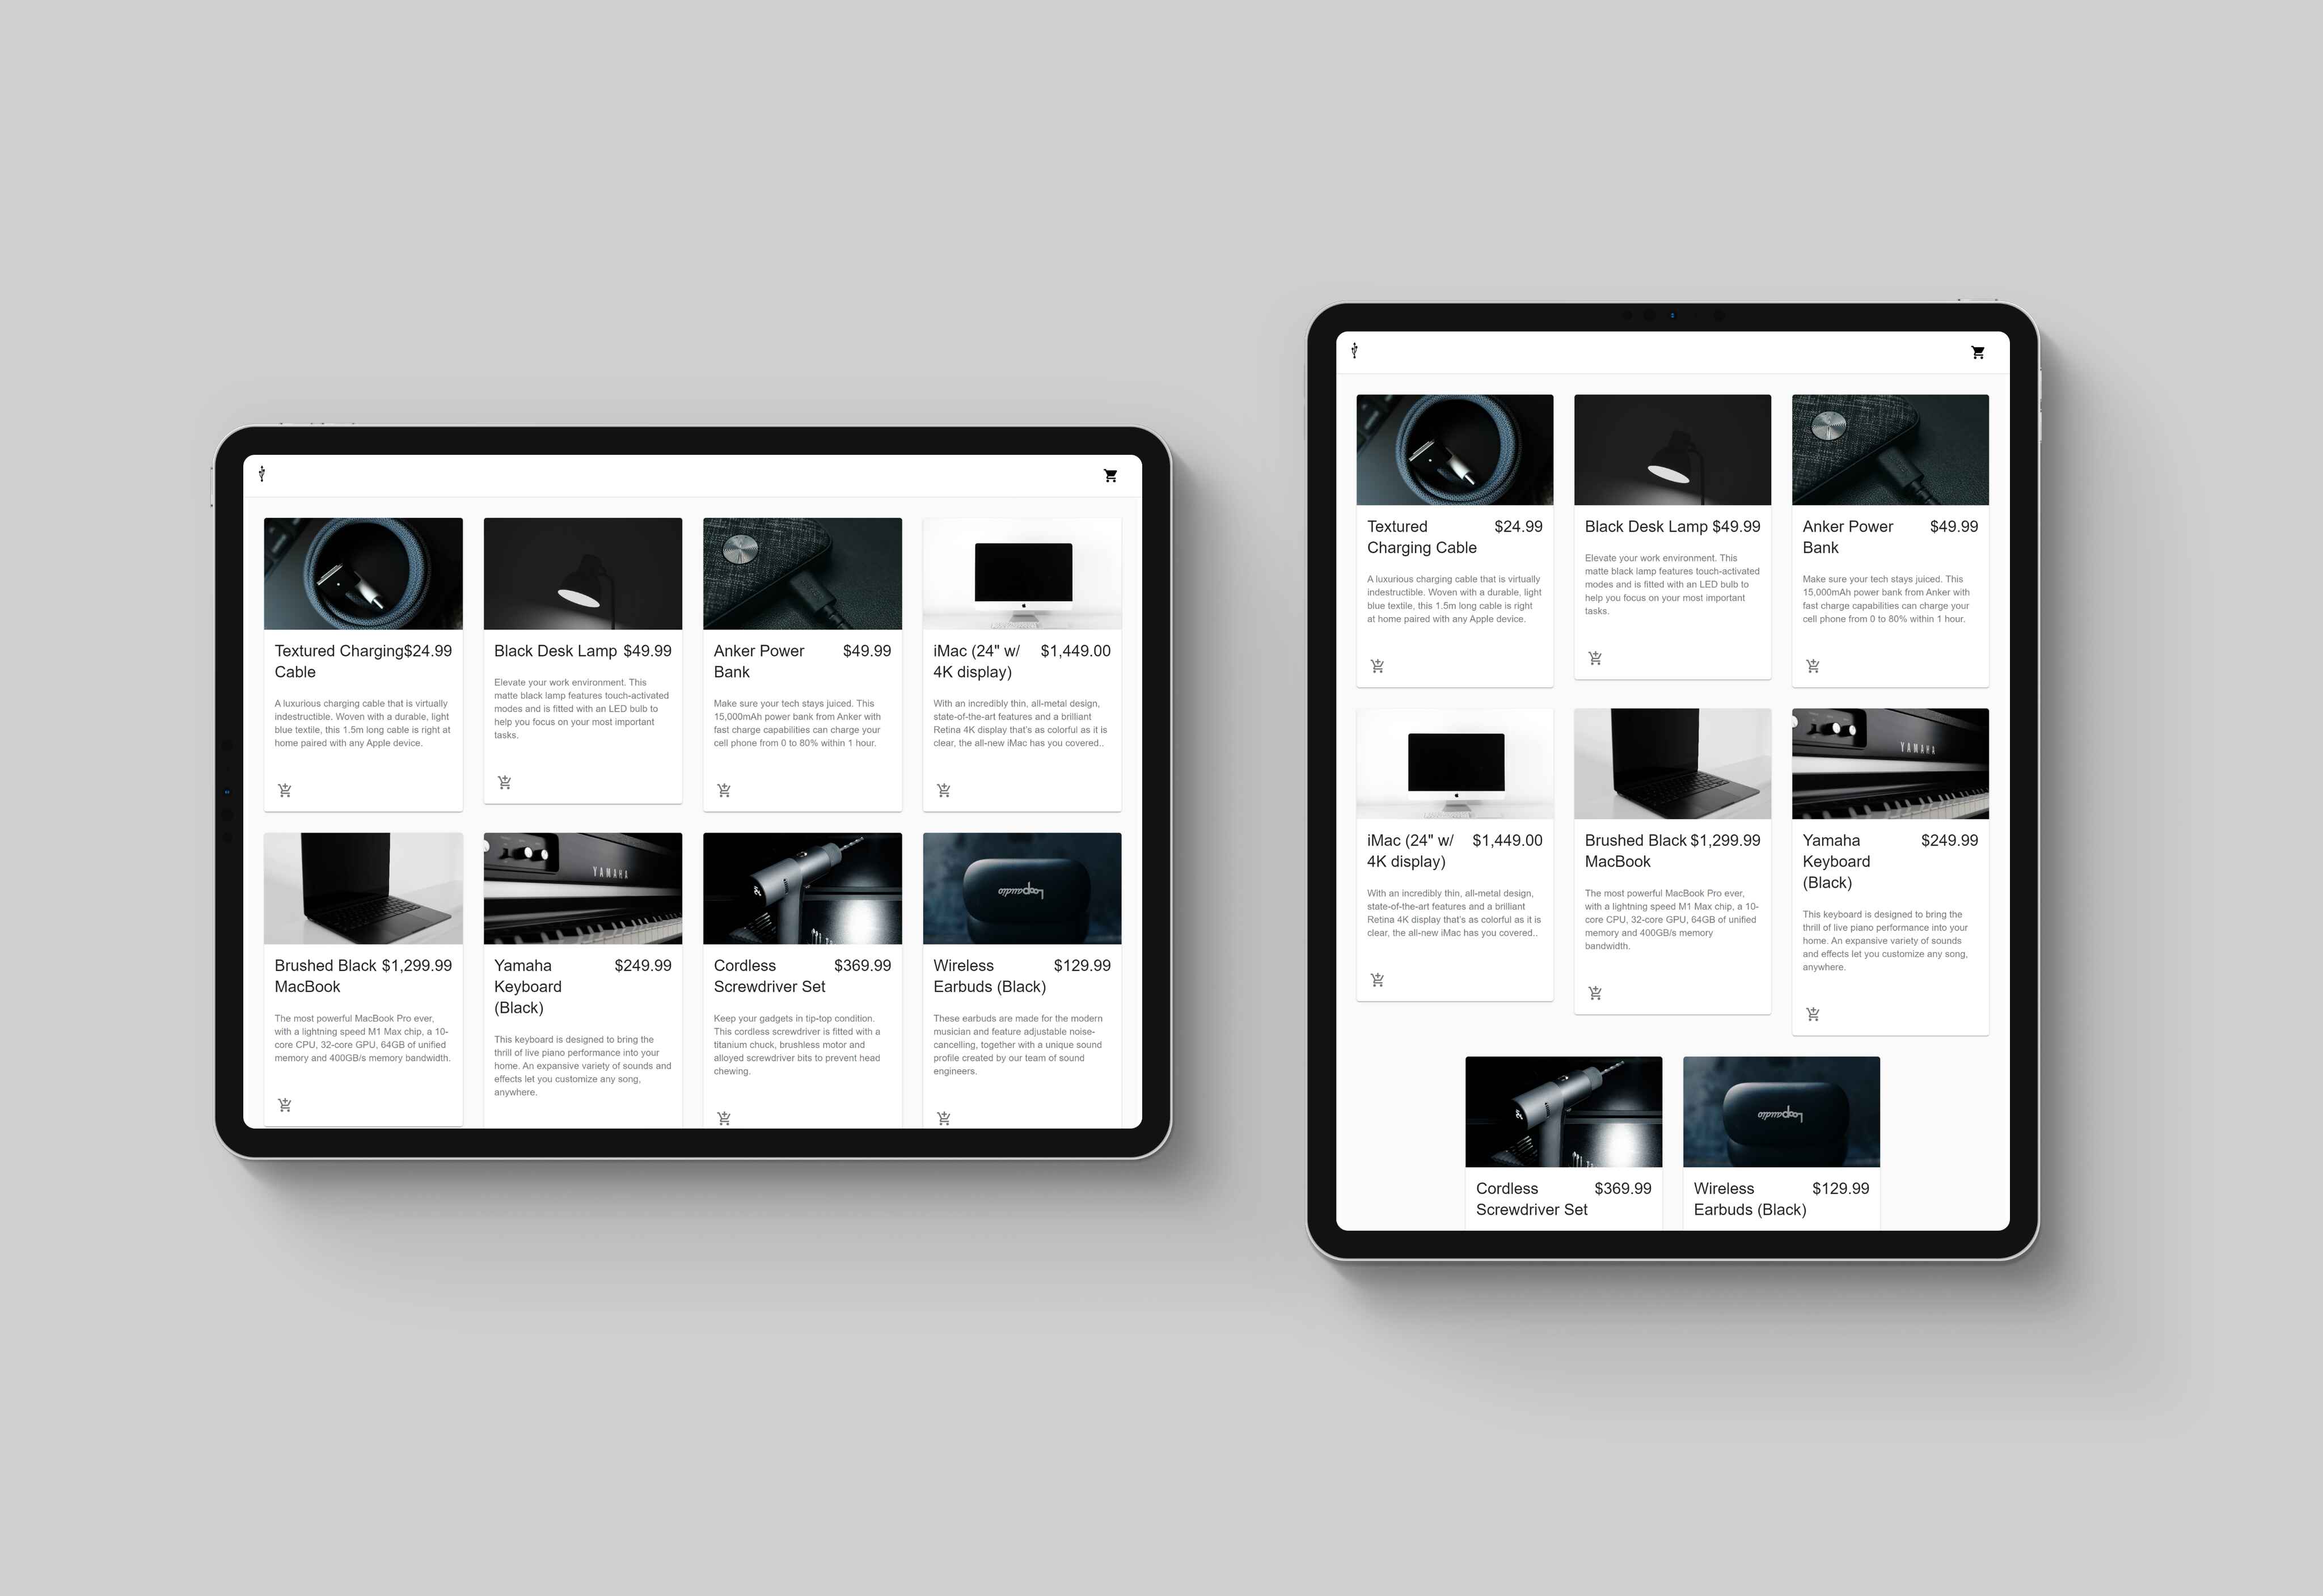 Textured Charging $24.99
Cable
A luxurious charging cable that is virtually
indestructible. Woven with a durable, light
blue textile, this 1.5m long cable is right at
home paired with any Apple device.
Black Desk Lamp $49.99
Elevate your work environment. This
matte black lamp features touch-activated
modes and is fitted with an LED bulb to
help you focus on your most important
tasks.
Anker Power $49.99
Bank
Make sure your tech stays juiced. This
15,000mAh power bank from Anker with
fast charge capabilities can charge your
cell phone from 0 to 80% within 1 hour.
iMac (24" w/ $1,449.00
4K display)
With an incredibly thin, all-metal design,
state-of-the-art features and a brilliant
Retina 4K display that's as colorful as it is
clear, the all-new iMac has you covered..
Brushed Black $1,299.99
MacBook
The most powerful MacBook Pro ever,
with a lightning speed M1 Max chip, a 10-
core CPU, 32-core GPU, 64GB of unified
memory and 400GB/s memory bandwidth.
YAMAHA
Yamaha $249.99
Keyboard
(Black)
This keyboard is designed to bring the
thrill of live piano performance into your
home. An expansive variety of sounds and
effects let you customize any song,
anywhere.
Cordless $369.99
Screwdriver Set
Keep your gadgets in tip-top condition.
This cordless screwdriver is fitted with a
titanium chuck, brushless motor and
alloyed screwdriver bits to prevent head
chewing.
Loopaudio
Wireless $129.99
Earbuds (Black)
These earbuds are made for the modern
musician and feature adjustable noise-
cancelling, together with a unique sound
profile created by our team of sound
engineers.
Textured $24.99
Charging Cable
A luxurious charging cable that is virtually
indestructible. Woven with a durable, light
blue textile, this 1.5m long cable is right
at home paired with any Apple device.
Black Desk Lamp $49.99
Elevate your work environment. This
matte black lamp features touch-activated
modes and is fitted with an LED bulb to
help you focus on your most important
tasks.
Anker Power $49.99
Bank
Make sure your tech stays juiced. This
15,000mAh power bank from Anker with
fast charge capabilities can charge your
cell phone from 0 to 80% within 1 hour.
iMac (24" w/ $1,449.00
4K display)
With an incredibly thin, all-metal design,
state-of-the-art features and a brilliant
Retina 4K display that's as colorful as it is
clear, the all-new iMac has you covered..
Brushed Black $1,299.99
MacBook
The most powerful MacBook Pro ever,
with a lightning speed M1 Max chip, a 10-
core CPU, 32-core GPU, 64GB of unified
memory and 400GB/s memory
bandwidth.
YAMAHA
Yamaha $249.99
Keyboard
(Black)
This keyboard is designed to bring the
thrill of live piano performance into your
home. An expansive variety of sounds
and effects let you customize any song,
anywhere.
Cordless $369.99
Screwdriver Set
Loopaudio
Wireless $129.99
Earbuds (Black)